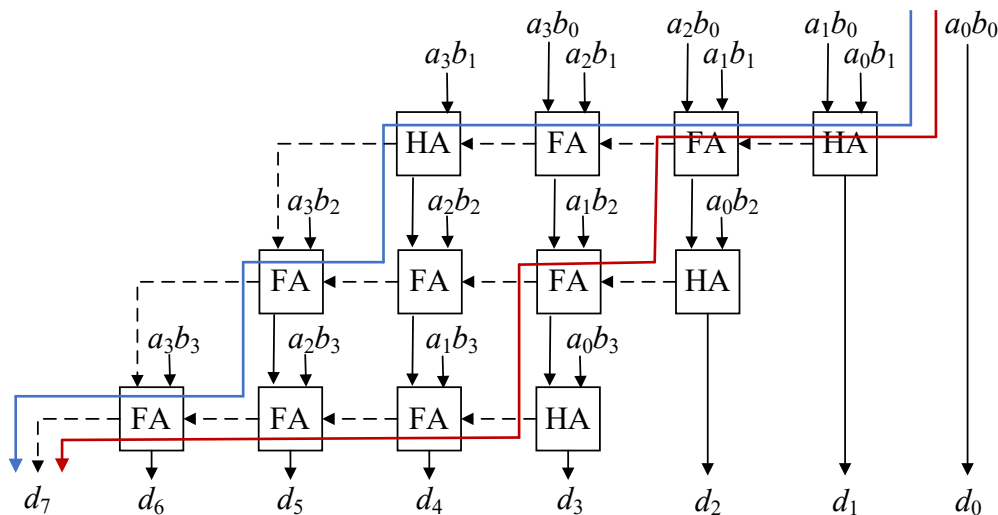 a₃b₀ a₂b₀ a₁b₀ a₀b₀
a₃b₁ a₂b₁ a₁b₁ a₀b₁
HA FA FA HA
a₃b₂ a₂b₂ a₁b₂ a₀b₂
FA FA FA HA
a₃b₃ a₂b₃ a₁b₃ a₀b₃
FA FA FA HA
d₇ d₆ d₅ d₄ d₃ d₂ d₁ d₀